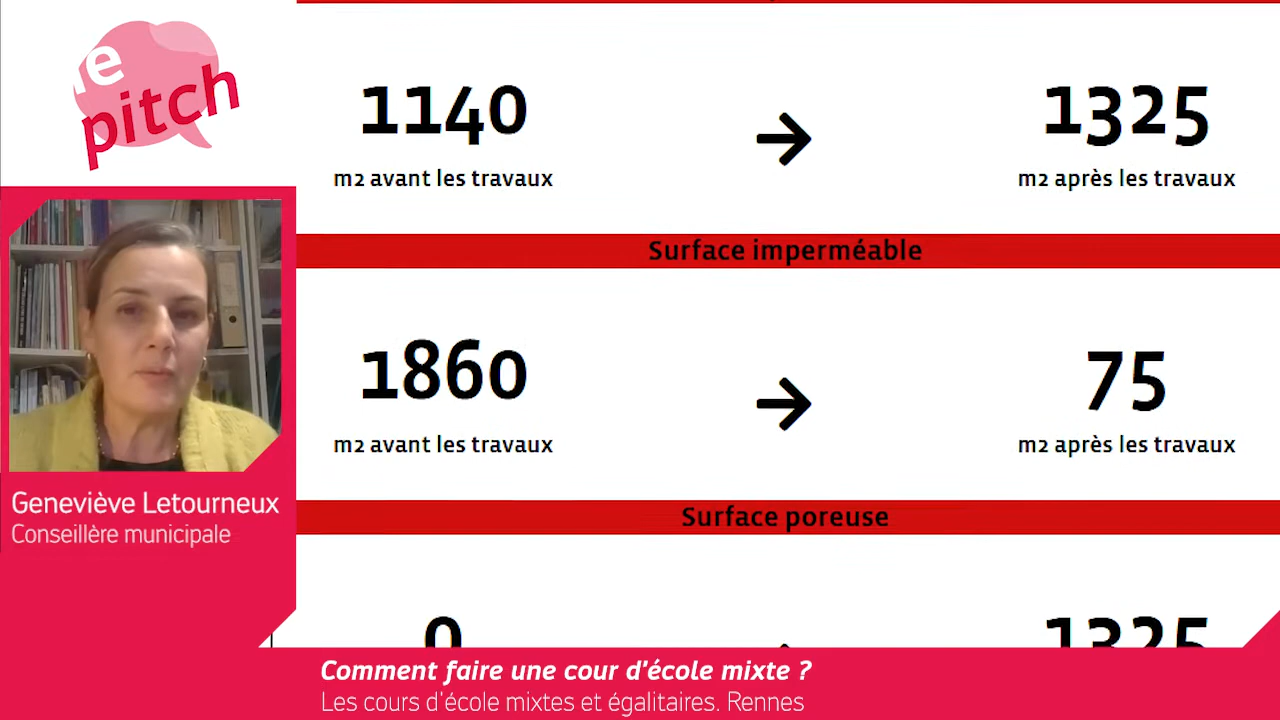 le
pitch
1140
m2 avant les travaux
1325
m2 après les travaux
Surface imperméable
1860
m2 avant les travaux
75
m2 après les travaux
Surface poreuse
0
1325
Geneviève Letourneux
Conseillère municipale
Comment faire une cour d'école mixte ?
Les cours d'école mixtes et égalitaires. Rennes